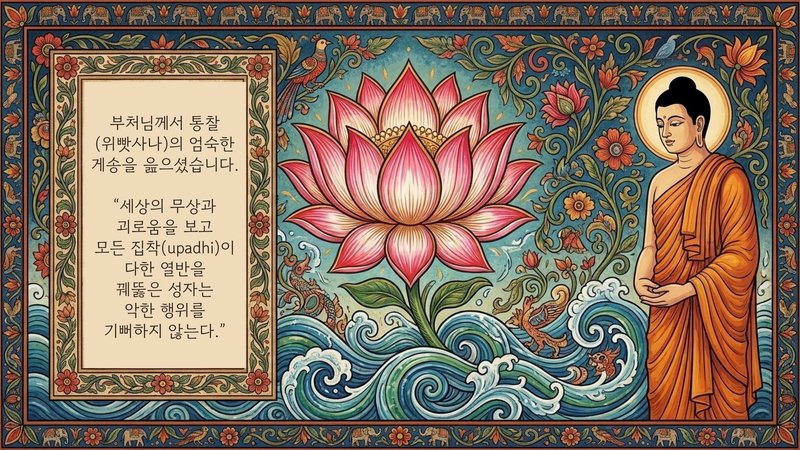 부처님께서 통찰
(위빳사나)의 엄숙한
게송을 읊으셨습니다.
“세상의 무상과
괴로움을 보고
모든 집착(upadhi)이
다한 열반을
꿰뚫은 성자는
악한 행위를
기뻐하지 않는다.”